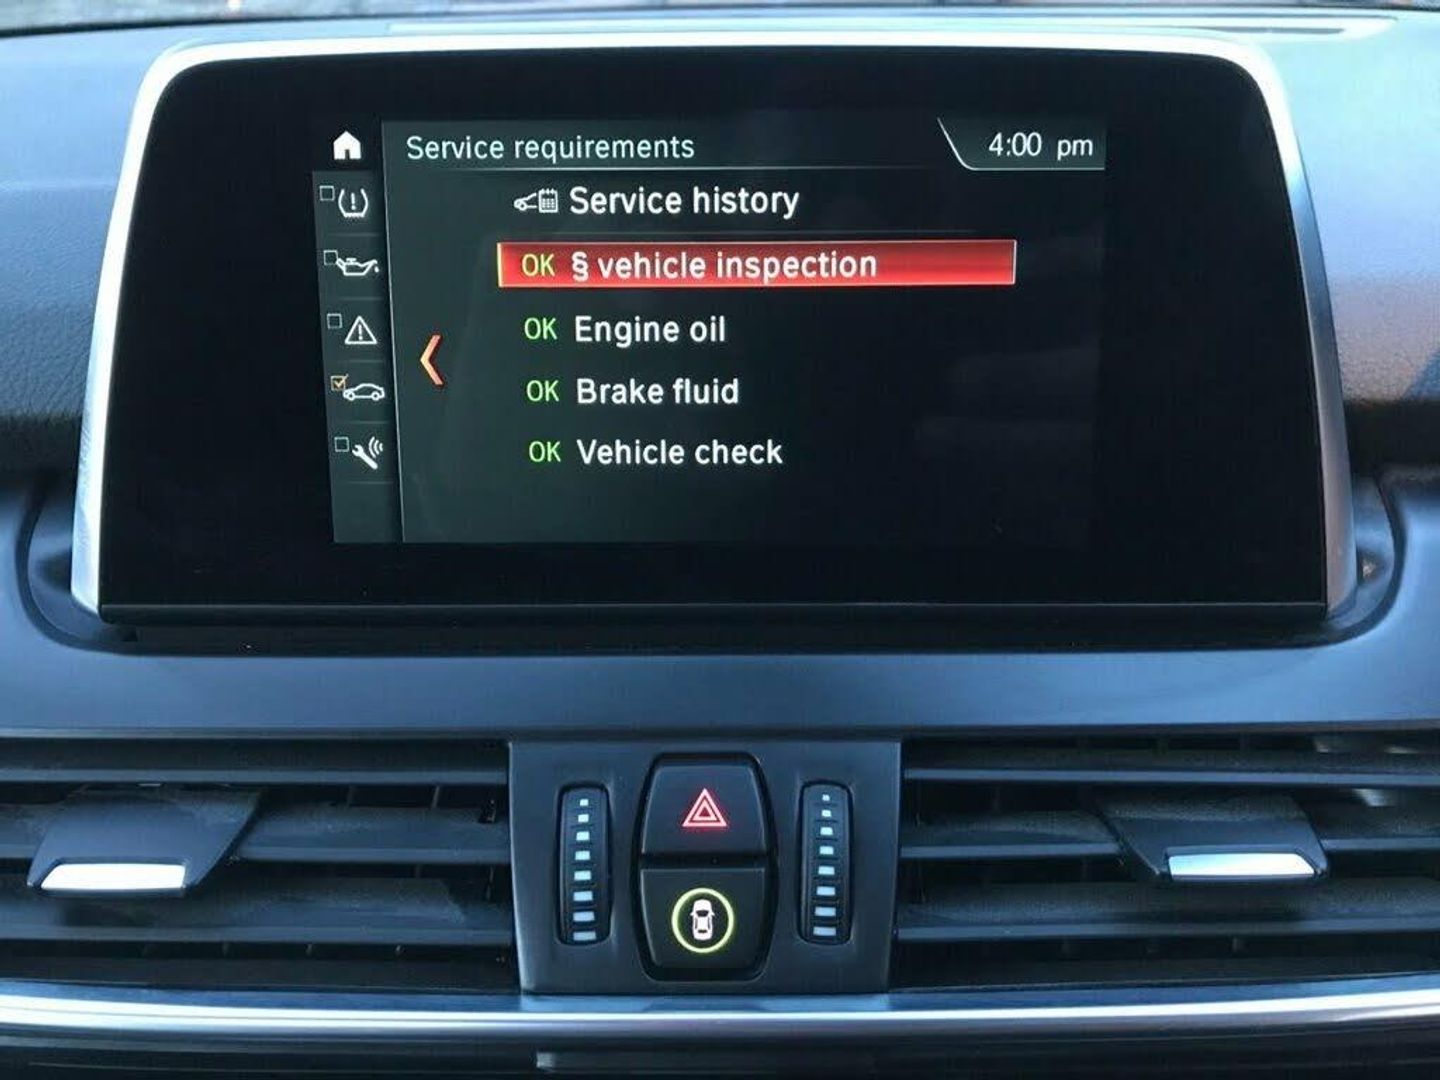 Service requirements
4:00 pm
Service history
OK § vehicle inspection
OK Engine oil
OK Brake fluid
OK Vehicle check